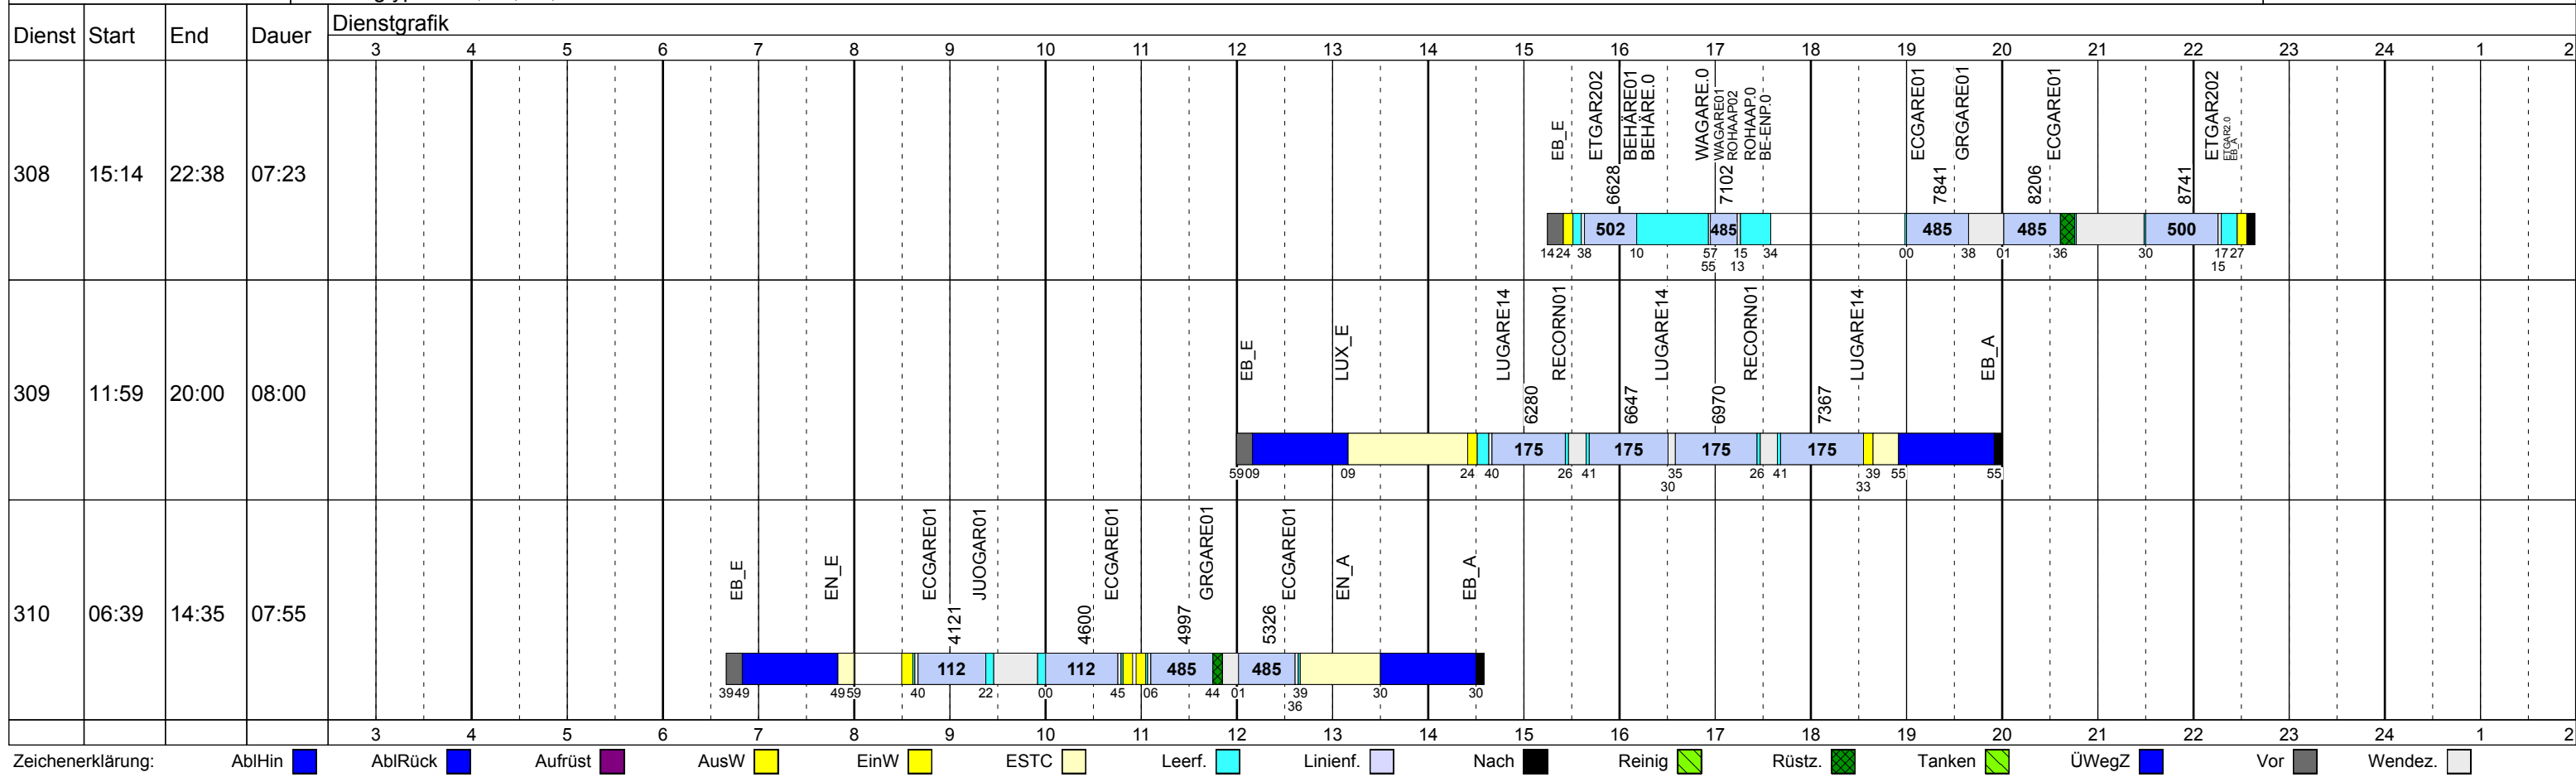 Dienst Start End Dauer Dienstgrafik
3 4 5 6 7 8 9 10 11 12 13 14 15 16 17 18 19 20 21 22 23 24 1 2
EB_E ETGAR202 BEHÄRE01 BEHÄRE.0 WAGARE.0 WAGARE01 ROHAAP02 ROHAAP.0 BE-ENP.0 ECGARE01 GRGARE01 ECGARE01 ETGAR202 ETGAR2.0 EB_A
6628 7102 7841 8206 8741
308 15:14 22:38 07:23
502 485 485 485 500
14 24 38 10 57 15 34 00 38 01 36 30 17 27
55 13 15
EB_E LUX_E LUGARE14 RECORN01 LUGARE14 RECORN01 LUGARE14 EB_A
6280 6647 6970 7367
309 11:59 20:00 08:00
175 175 175 175
59 09 09 24 40 26 41 35 26 41 39 55 55
30 33
EB_E EN_E ECGARE01 JUOGAR01 ECGARE01 GRGARE01 ECGARE01 EN_A EB_A
4121 4600 4997 5326
310 06:39 14:35 07:55
112 112 485 485
39 49 49 59 40 22 00 45 06 44 01 39 30 30
36
3 4 5 6 7 8 9 10 11 12 13 14 15 16 17 18 19 20 21 22 23 24 1 2
Zeichenerklärung: AblHin AblRück Aufrüst AusW EinW ESTC Leerf. Linienf. Nach Reinig Rüstz. Tanken ÜWegZ Vor Wendez.